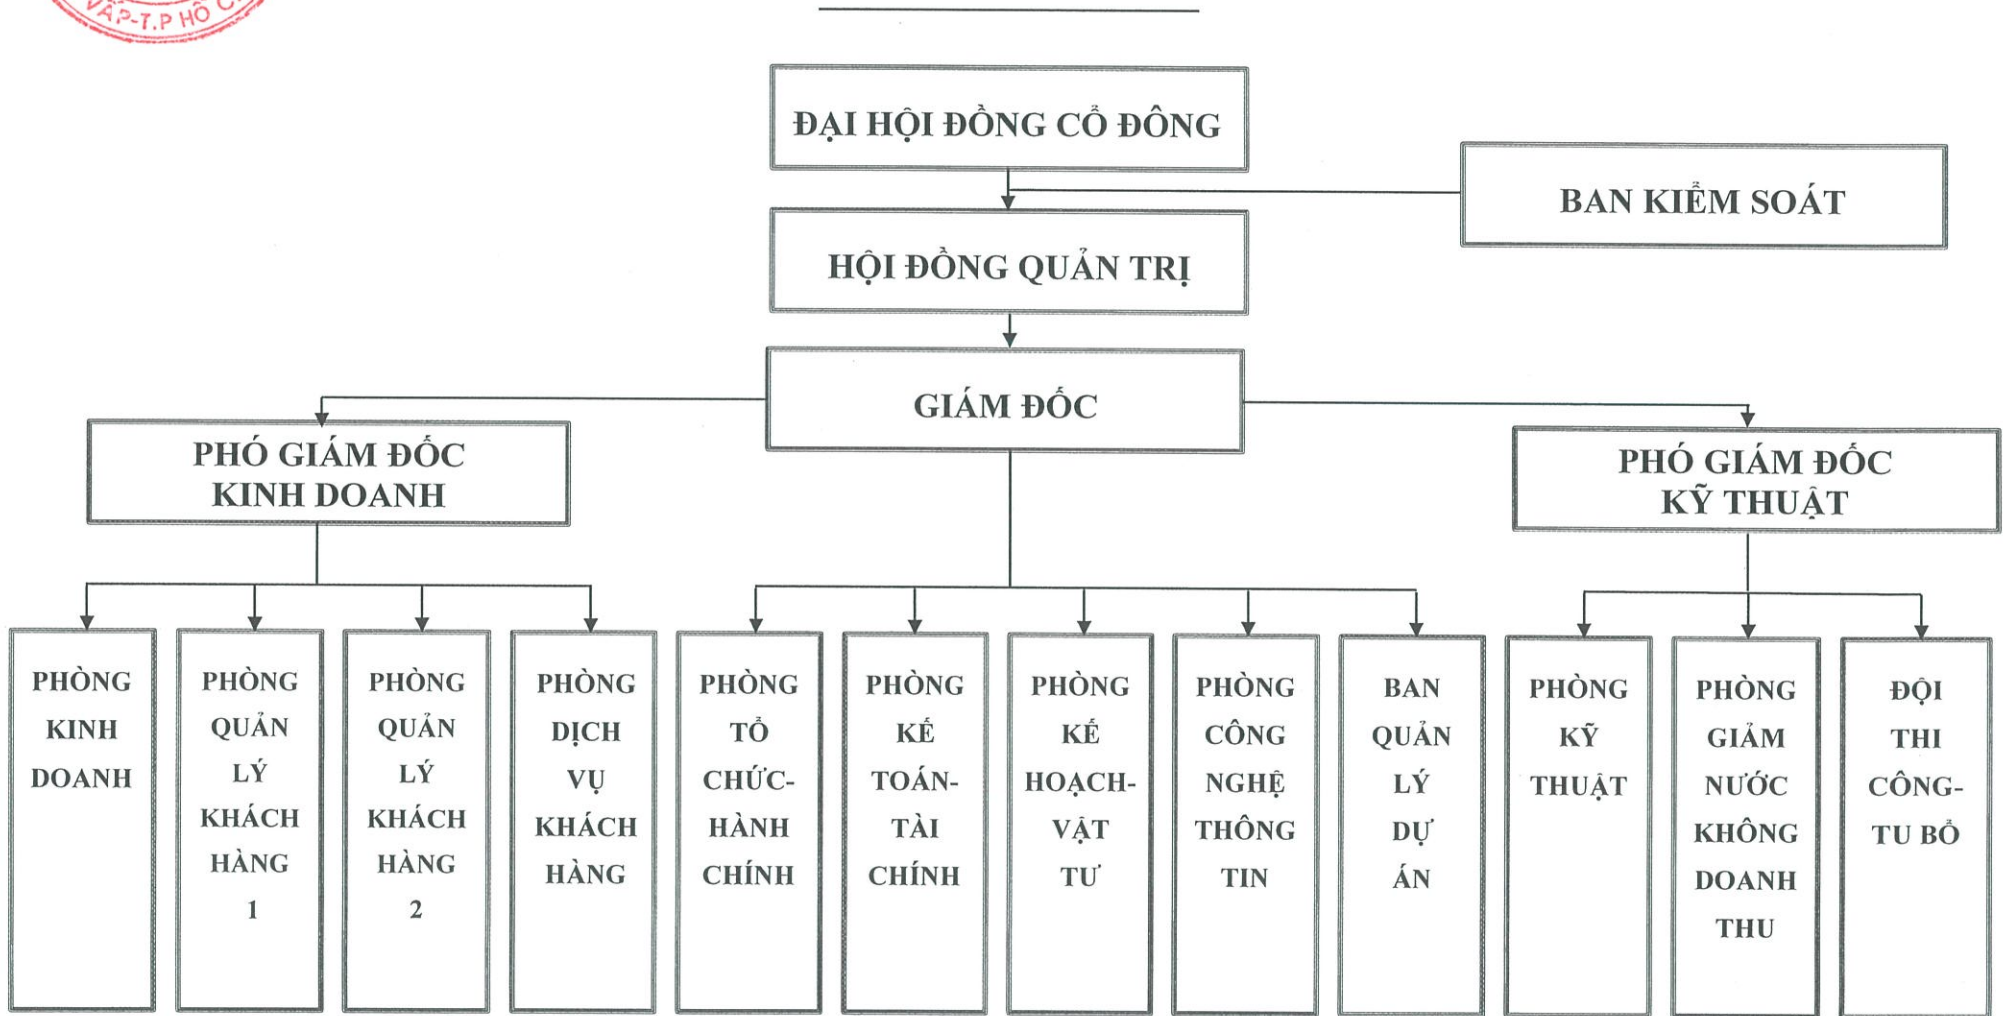 VẤP-T.P HỒ C
ĐẠI HỘI ĐỒNG CỔ ĐÔNG
BAN KIỂM SOÁT
HỘI ĐỒNG QUẢN TRỊ
GIÁM ĐỐC
PHÓ GIÁM ĐỐC
KINH DOANH
PHÓ GIÁM ĐỐC
KỸ THUẬT
PHÒNG
KINH
DOANH
PHÒNG
QUẢN
LÝ
KHÁCH
HÀNG
1
PHÒNG
QUẢN
LÝ
KHÁCH
HÀNG
2
PHÒNG
DỊCH
VỤ
KHÁCH
HÀNG
PHÒNG
TỔ
CHỨC-
HÀNH
CHÍNH
PHÒNG
KẾ
TOÁN-
TÀI
CHÍNH
PHÒNG
KẾ
HOẠCH-
VẬT
TƯ
PHÒNG
CÔNG
NGHỆ
THÔNG
TIN
BAN
QUẢN
LÝ
DỰ
ÁN
PHÒNG
KỸ
THUẬT
PHÒNG
GIẢM
NƯỚC
KHÔNG
DOANH
THU
ĐỘI
THI
CÔNG-
TU BỔ